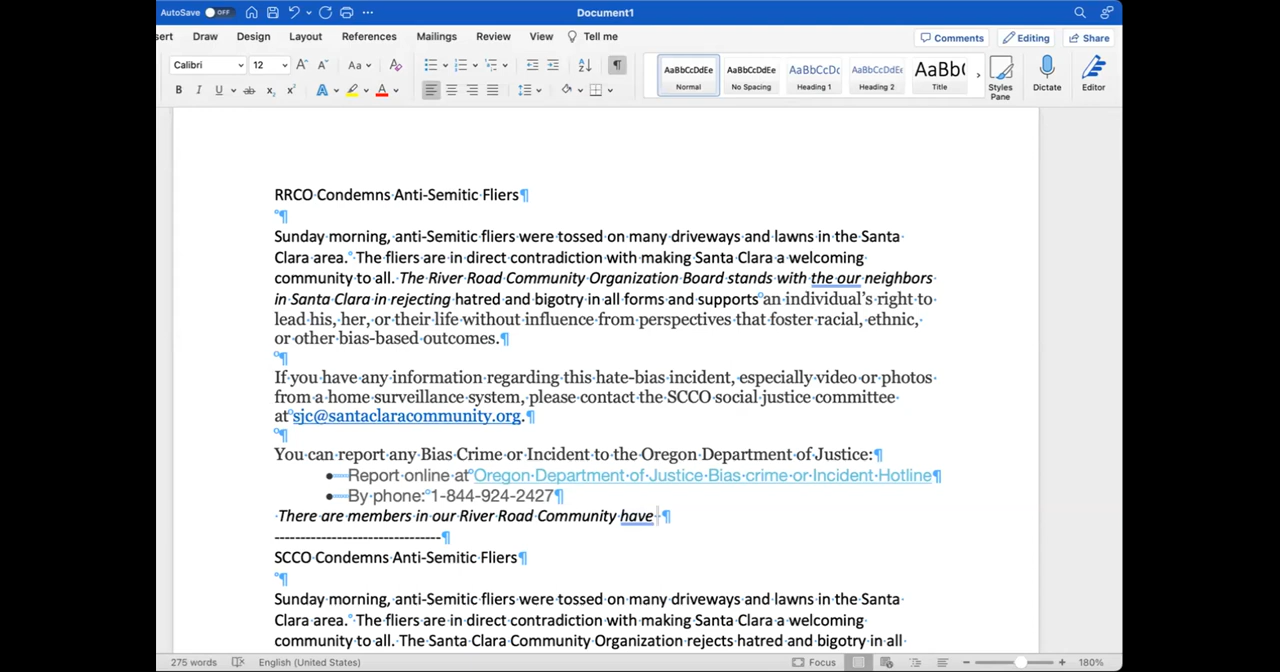 AutoSave OFF Document1
sert Draw Design Layout References Mailings Review View Tell me Comments Editing Share
Calibri 12 Aa AaBbCcDdEe AaBbCcDdEe AaBbCcDc AaBbCcDdEe AaBb(
Normal No Spacing Heading 1 Heading 2 Title Styles Pane Dictate Editor
RRCO Condemns Anti-Semitic Fliers
Sunday morning, anti-Semitic fliers were tossed on many driveways and lawns in the Santa
Clara area. The fliers are in direct contradiction with making Santa Clara a welcoming
community to all. The River Road Community Organization Board stands with the our neighbors
in Santa Clara in rejecting hatred and bigotry in all forms and supports an individual’s right to
lead his, her, or their life without influence from perspectives that foster racial, ethnic,
or other bias-based outcomes.
If you have any information regarding this hate-bias incident, especially video or photos
from a home surveillance system, please contact the SCCO social justice committee
at sjc@santaclaracommunity.org.
You can report any Bias Crime or Incident to the Oregon Department of Justice:
• Report online at Oregon Department of Justice Bias crime or Incident Hotline
• By phone: 1-844-924-2427
There are members in our River Road Community have
--------------------------------
SCCO Condemns Anti-Semitic Fliers
Sunday morning, anti-Semitic fliers were tossed on many driveways and lawns in the Santa
Clara area. The fliers are in direct contradiction with making Santa Clara a welcoming
community to all. The Santa Clara Community Organization rejects hatred and bigotry in all
275 words English (United States) Focus 180%